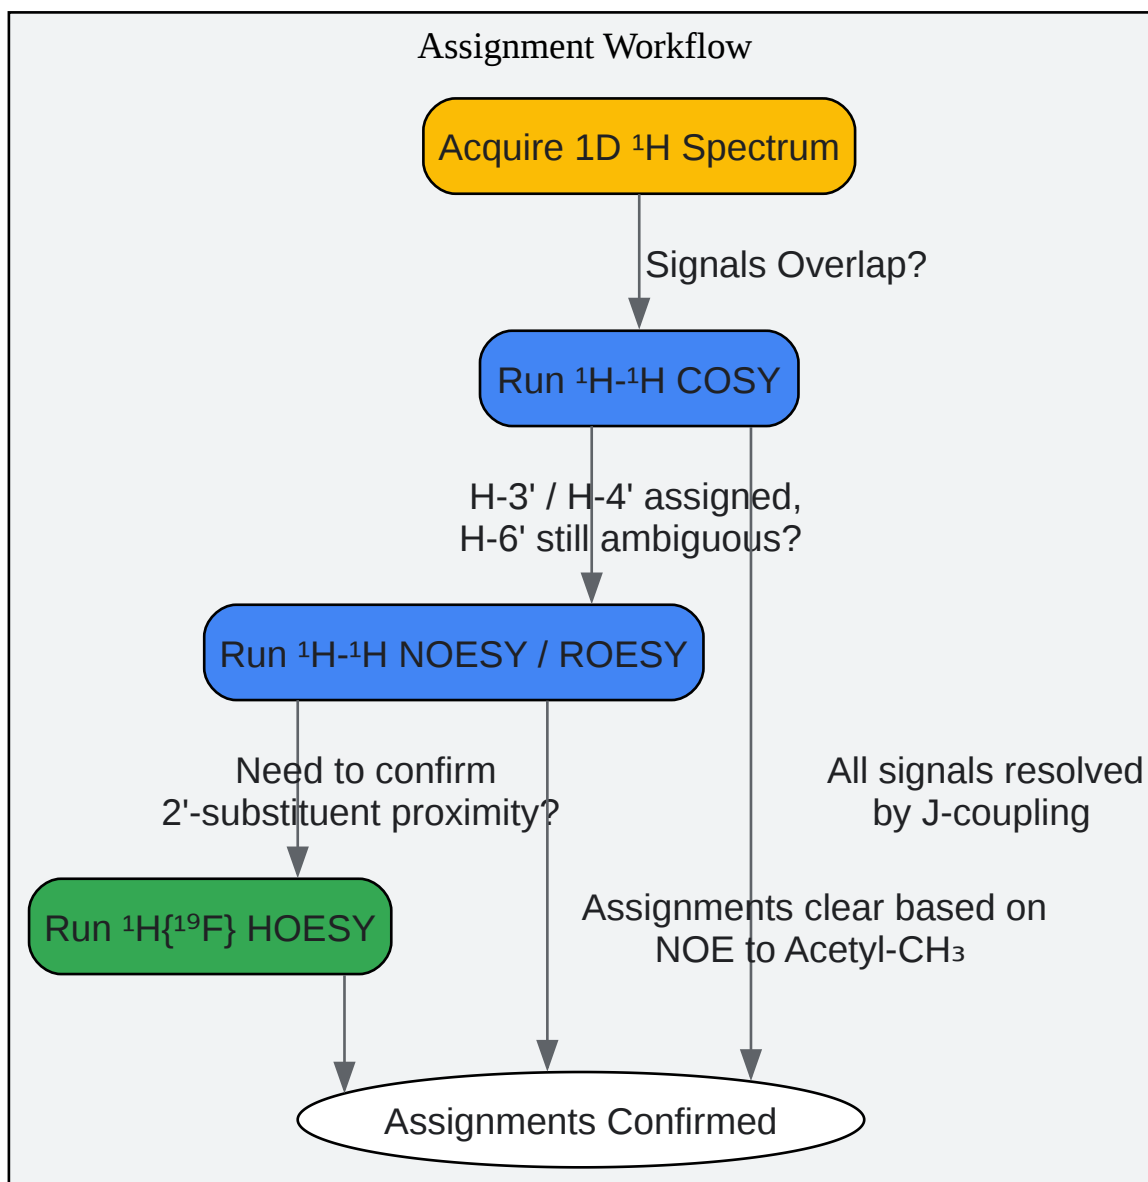 Assignment Workflow
Acquire 1D ¹H Spectrum
Signals Overlap?
Run ¹H-¹H COSY
H-3' / H-4' assigned,
H-6' still ambiguous?
Run ¹H-¹H NOESY / ROESY
Need to confirm
2'-substituent proximity?
All signals resolved
by J-coupling
Run ¹H{¹⁹F} HOESY
Assignments clear based on
NOE to Acetyl-CH₃
Assignments Confirmed